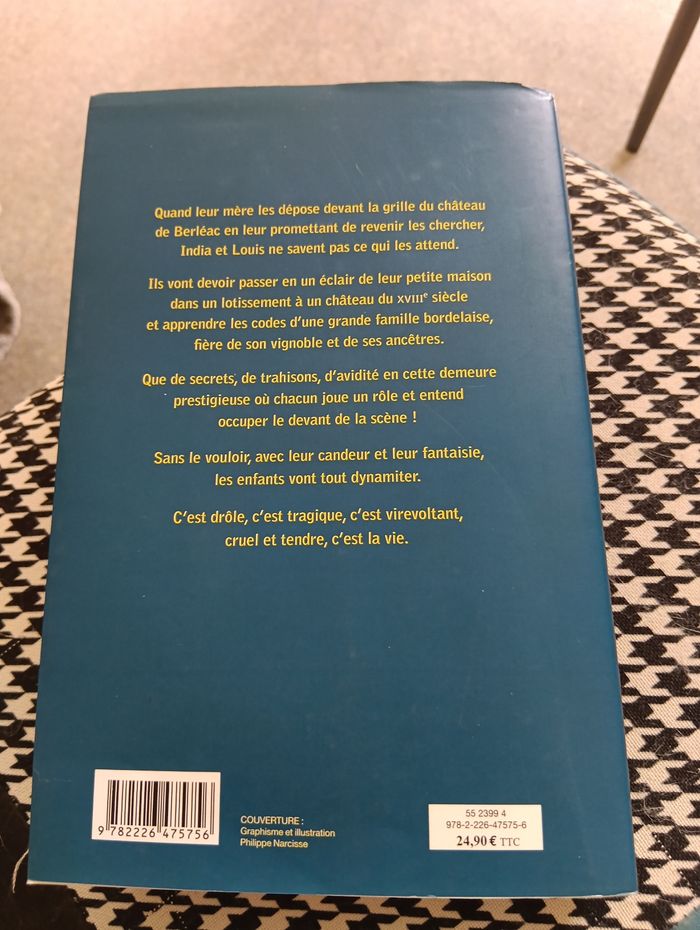 Quand leur mère les dépose devant la grille du château
de Berléac en leur promettant de revenir les chercher,
India et Louis ne savent pas ce qui les attend.
Ils vont devoir passer en un éclair de leur petite maison
dans un lotissement à un château du XVIIIe siècle
et apprendre les codes d'une grande famille bordelaise,
fière de son vignoble et de ses ancêtres.
Que de secrets, de trahisons, d'avidité en cette demeure
prestigieuse où chacun joue un rôle et entend
occuper le devant de la scène !
Sans le vouloir, avec leur candeur et leur fantaisie,
les enfants vont tout dynamiter.
C'est drôle, c'est tragique, c'est virevoltant,
cruel et tendre, c'est la vie.
9 782226 475756
COUVERTURE :
Graphisme et illustration
Philippe Narcisse
55 2399 4
978-2-226-47575-6
24,90 € TTC